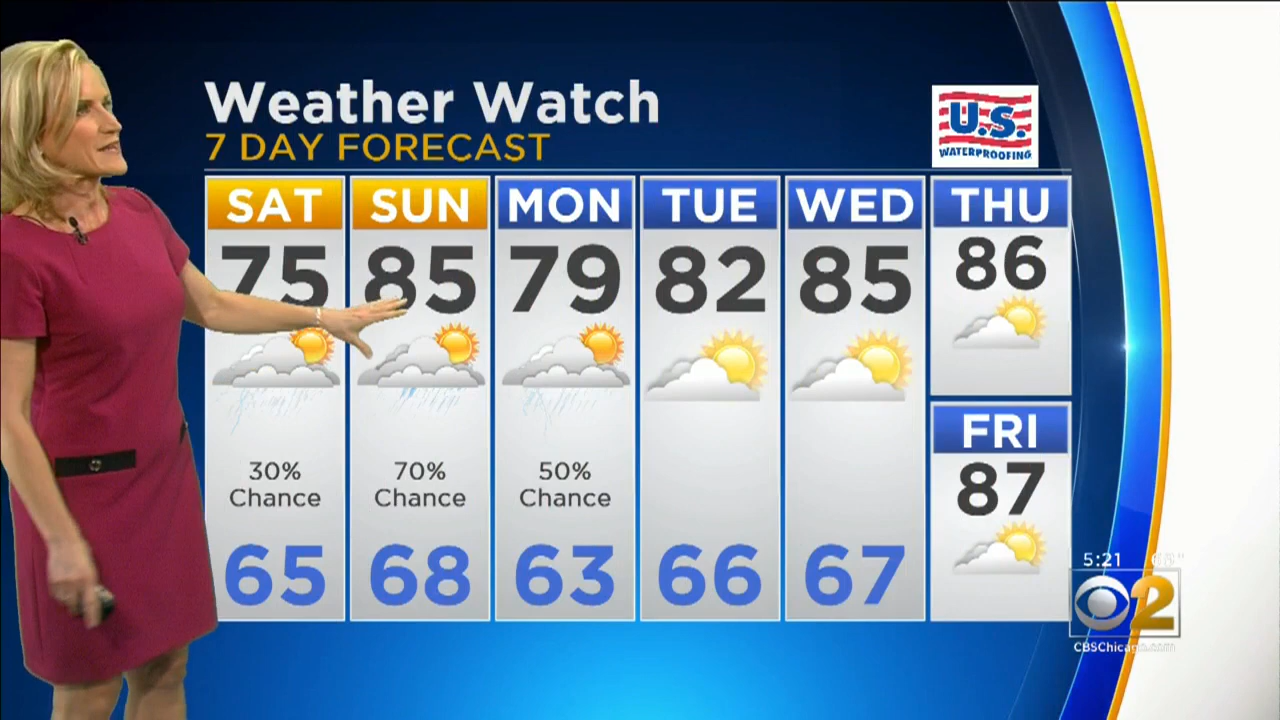 Weather Watch
7 DAY FORECAST
U.S.
WATERPROOFING
SAT
75
30%
Chance
65
SUN
85
70%
Chance
68
MON
79
50%
Chance
63
TUE
82
66
WED
85
67
THU
86
FRI
87
5:21
2
CBSChicago.com